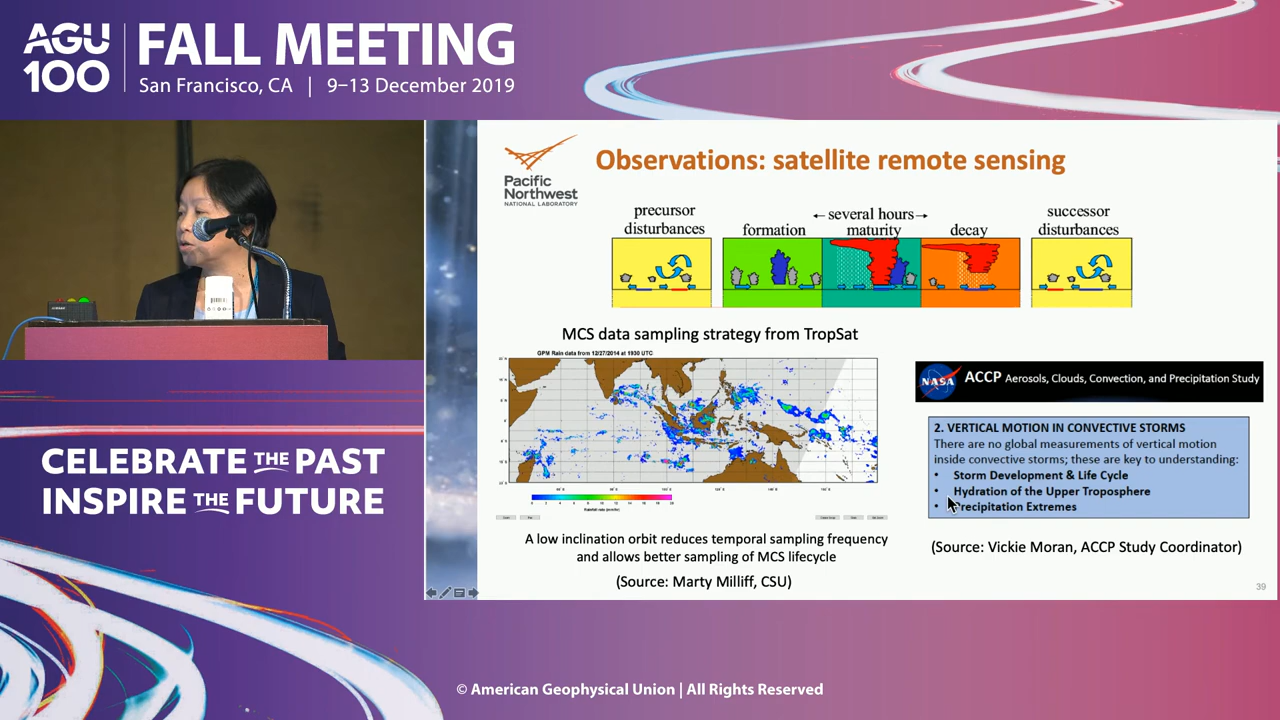 AGU
100
FALL MEETING
San Francisco, CA | 9–13 December 2019
Pacific
Northwest
NATIONAL LABORATORY
Observations: satellite remote sensing
precursor
disturbances
formation
←several hours→
maturity
decay
successor
disturbances
MCS data sampling strategy from TropSat
GPM Rain data from 12/27/2014 at 1930 UTC
A low inclination orbit reduces temporal sampling frequency
and allows better sampling of MCS lifecycle
(Source: Marty Milliff, CSU)
NASA
ACCP Aerosols, Clouds, Convection, and Precipitation Study
2. VERTICAL MOTION IN CONVECTIVE STORMS
There are no global measurements of vertical motion
inside convective storms; these are key to understanding:
• Storm Development & Life Cycle
• Hydration of the Upper Troposphere
• Precipitation Extremes
(Source: Vickie Moran, ACCP Study Coordinator)
39
CELEBRATE THE PAST
INSPIRE THE FUTURE
© American Geophysical Union | All Rights Reserved